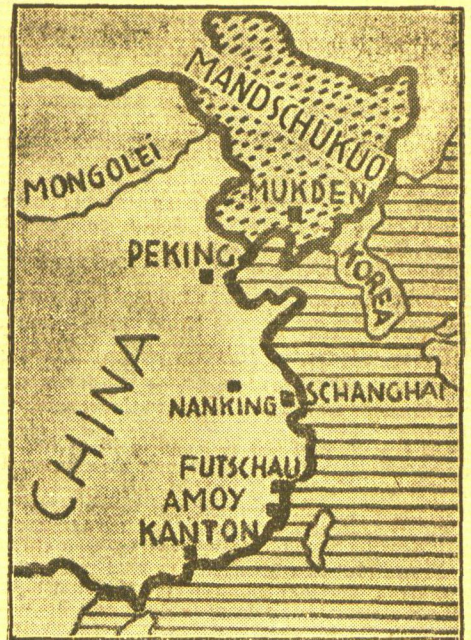 MANDSCHUKUO
MONGOLEI
MUKDEN
PEKING
KOREA
CHINA
NANKING
SCHANGHAI
FUTSCHAU
AMOY
KANTON